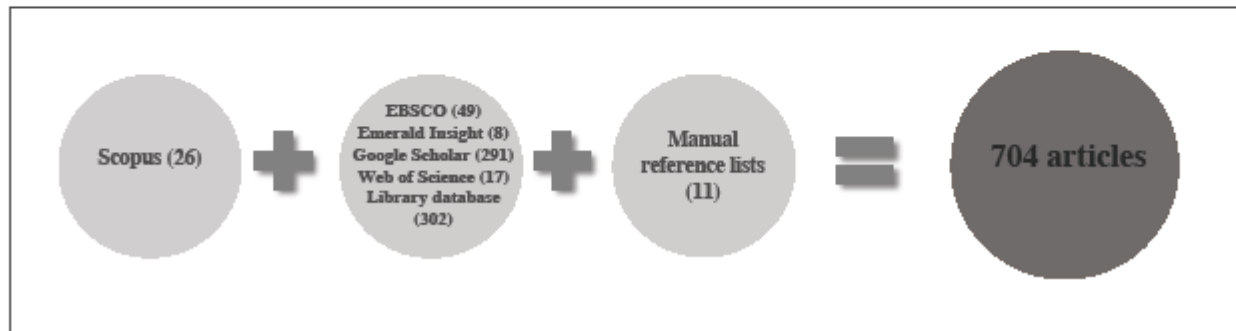 Scopus (26)
EBSCO (49)
Emerald Insight (8)
Google Scholar (291)
Web of Science (17)
Library database
(302)
Manual
reference lists
(11)
704 articles